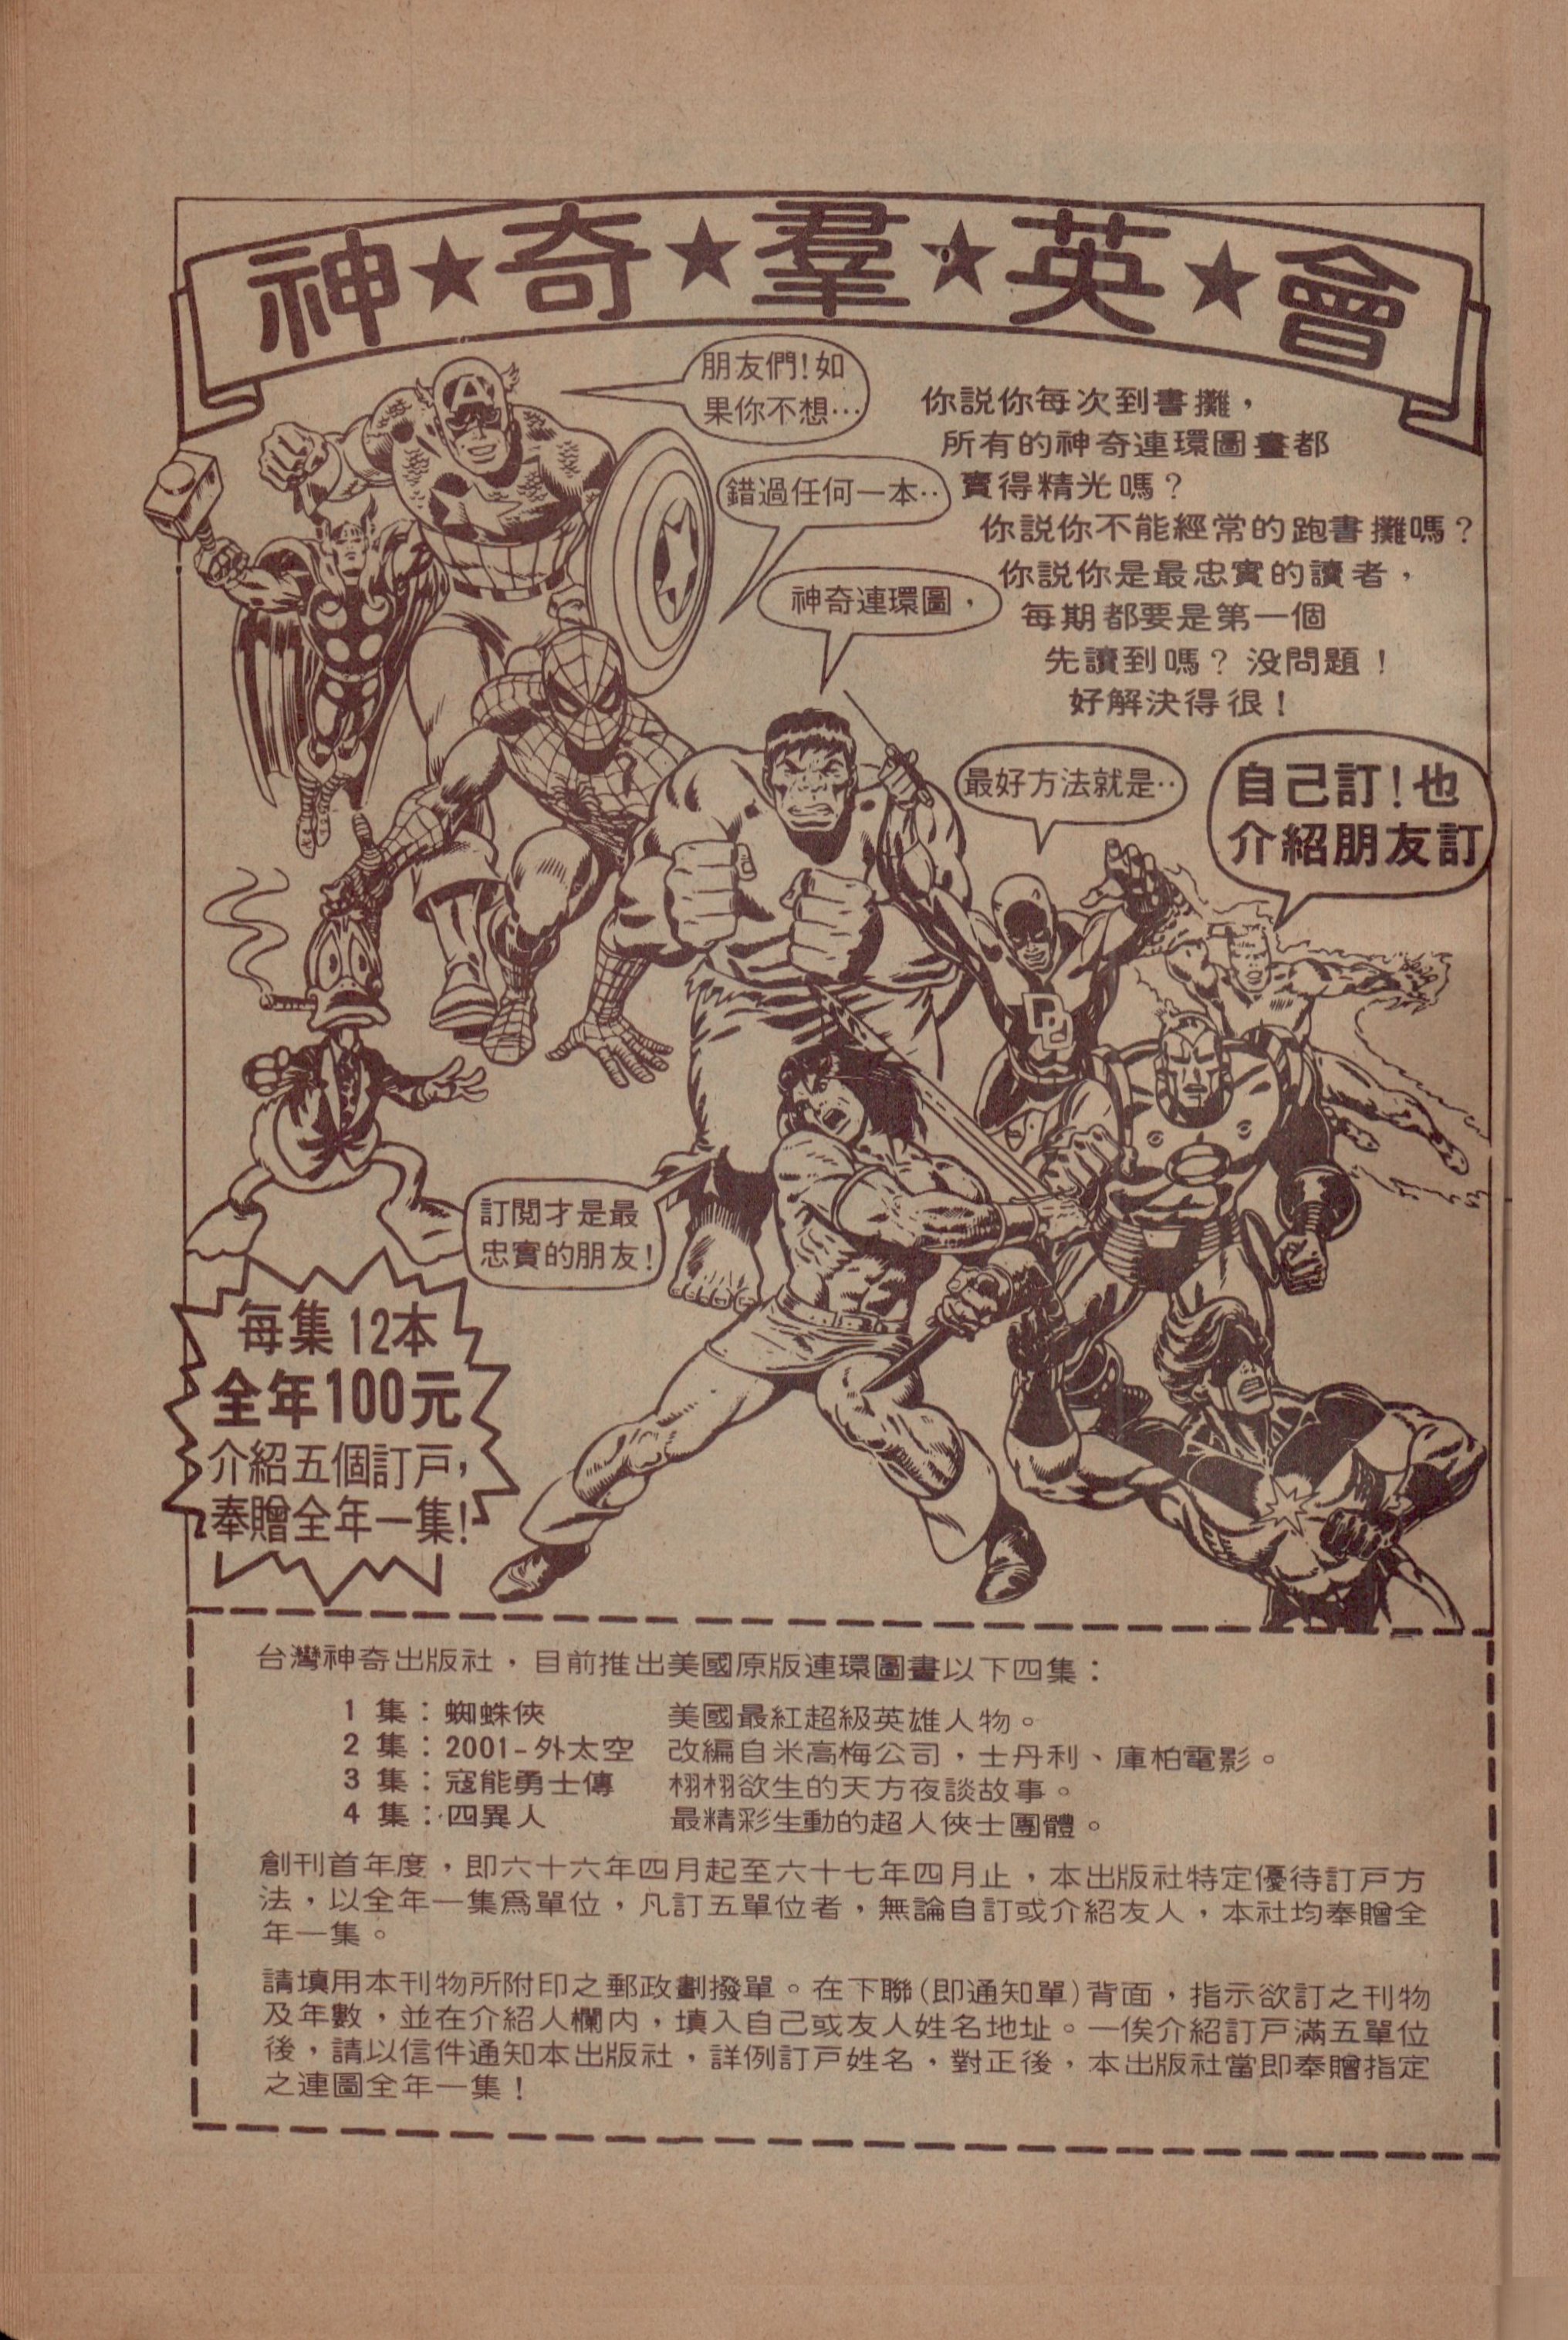 神★奇★羣★英★會
朋友們!如
果你不想…
錯過任何一本‥
神奇連環圖，
你説你每次到書攤，
所有的神奇連環圖畫都
賣得精光嗎？
你説你不能經常的跑書攤嗎？
你説你是最忠實的讀者，
每期都要是第一個
先讀到嗎？没問題！
好解決得很！
最好方法就是‥
自己訂!也
介紹朋友訂
訂閲才是最
忠實的朋友!
每集12本
全年100元
介紹五個訂戸,
奉贈全年一集!
台灣神奇出版社，目前推出美國原版連環圖畫以下四集：
1 集：蜘蛛俠 美國最紅超級英雄人物。
2 集：2001-外太空 改編自米高梅公司，士丹利、庫柏電影。
3 集：寇能勇士傳 栩栩欲生的天方夜談故事。
4 集：四異人 最精彩生動的超人俠士團體。
創刊首年度，即六十六年四月起至六十七年四月止，本出版社特定優待訂戸方
法，以全年一集爲單位，凡訂五單位者，無論自訂或介紹友人，本社均奉贈全
年一集。
請填用本刊物所附印之郵政劃撥單。在下聯(即通知單)背面，指示欲訂之刊物
及年數，並在介紹人欄内，填入自己或友人姓名地址。一俟介紹訂戸滿五單位
後，請以信件通知本出版社，詳例訂戸姓名，對正後，本出版社當即奉贈指定
之連圖全年一集！